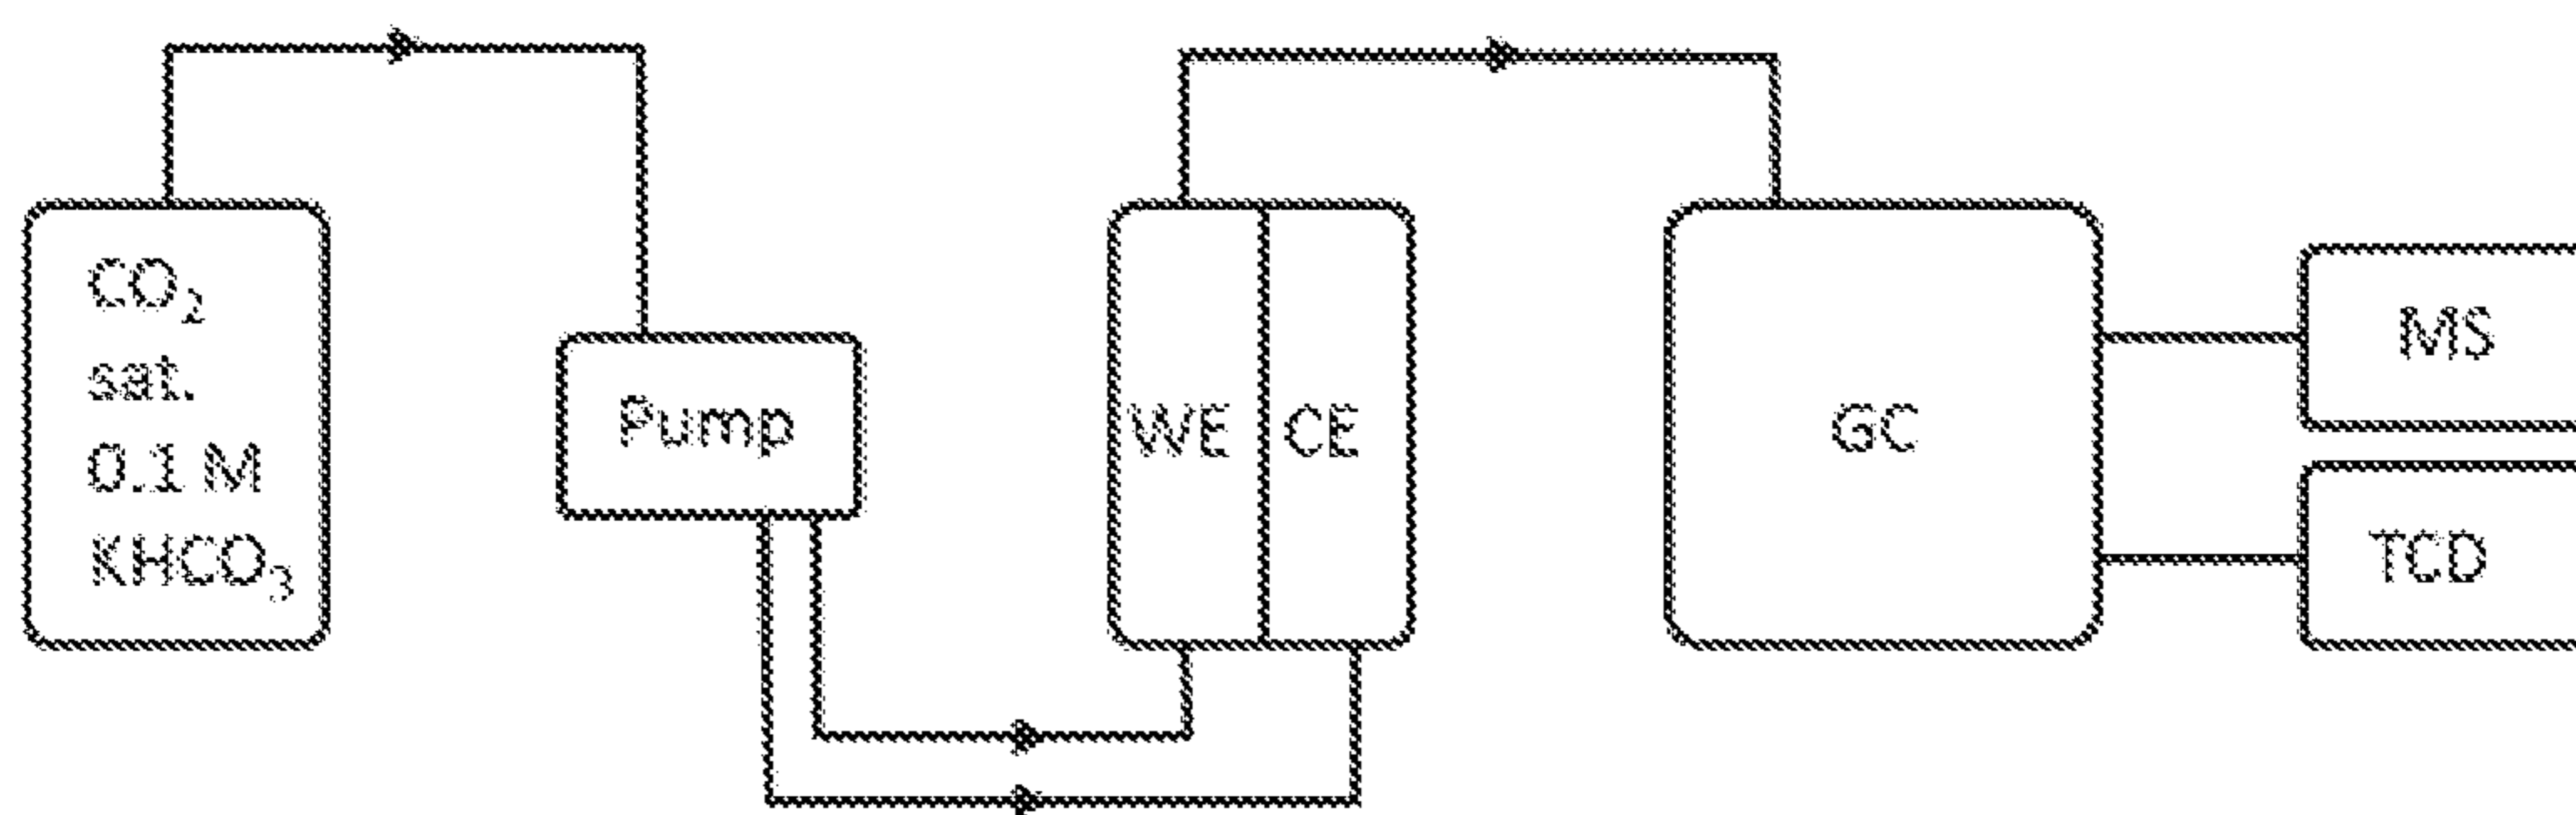 CO₂
sat.
0.1 M
KHCO₃
Pump
WE
CE
GC
MS
TCD